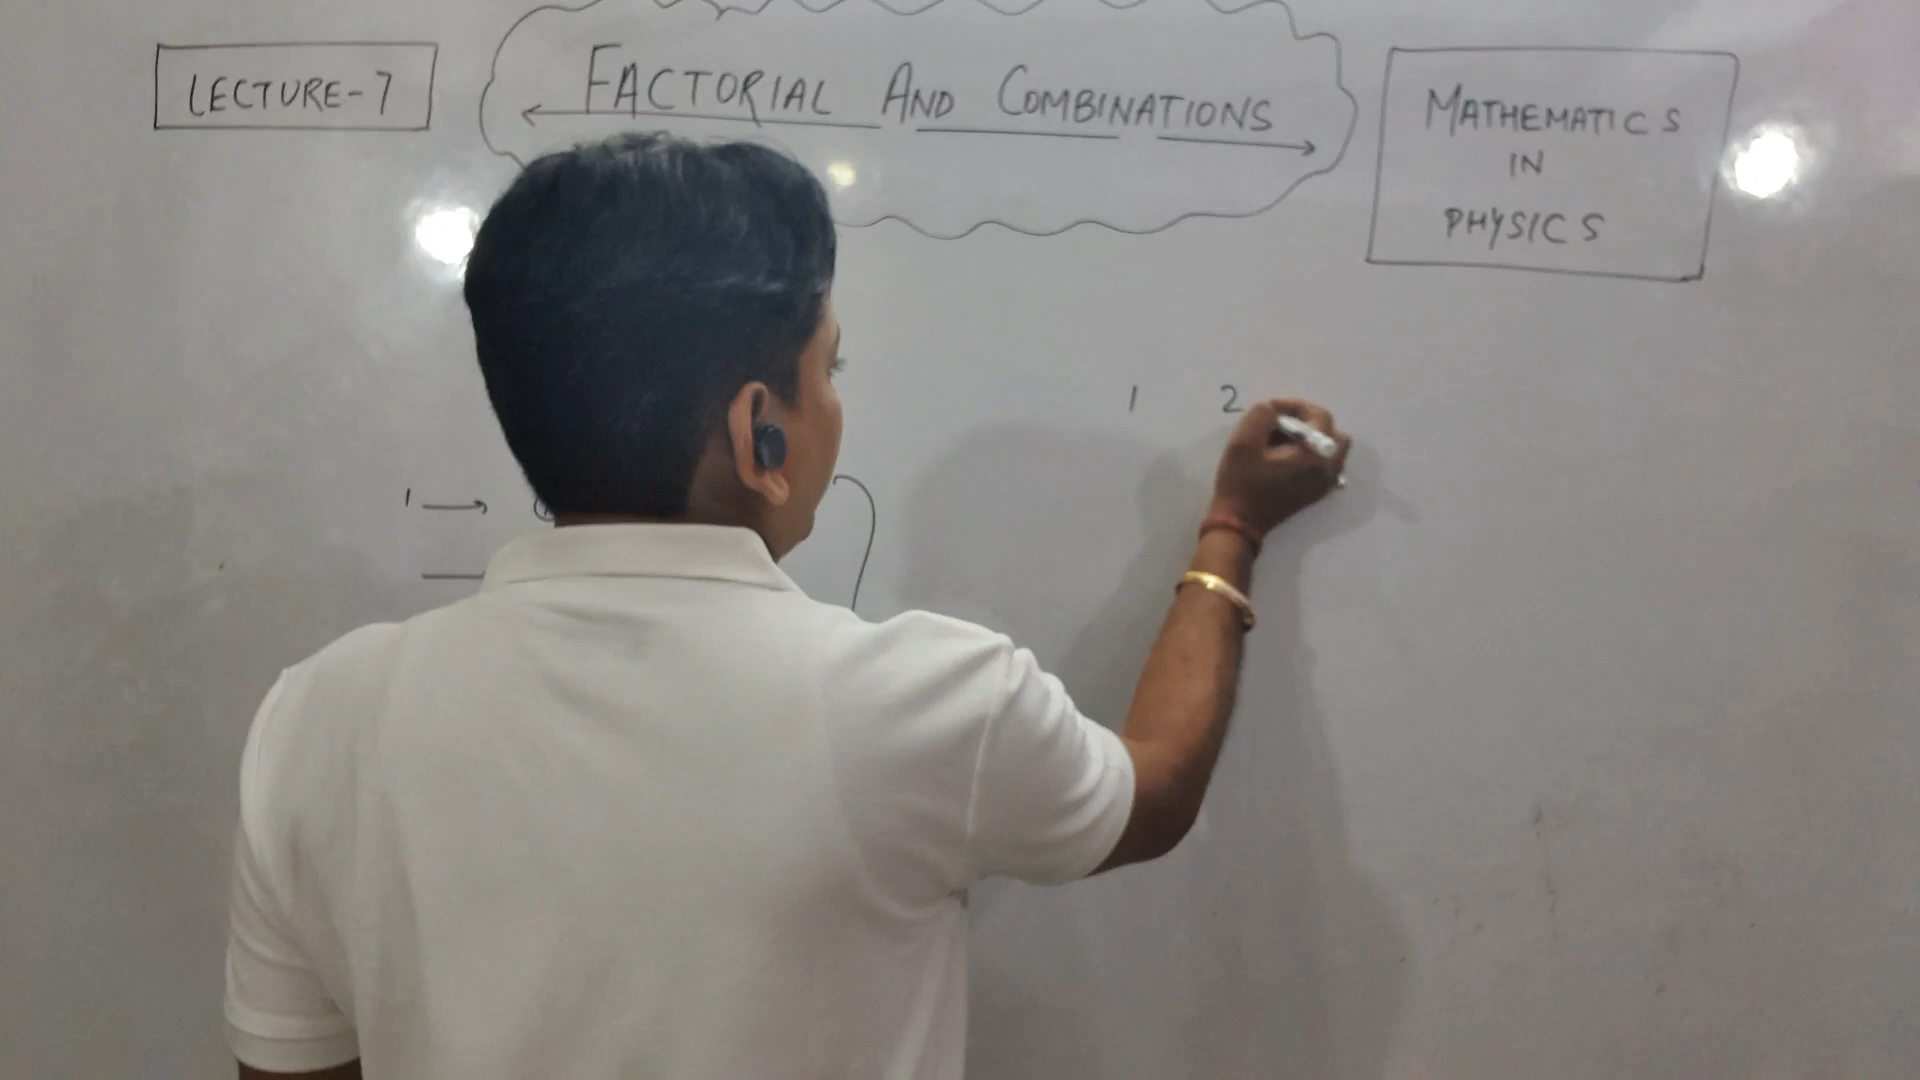 LECTURE-7
FACTORIAL AND COMBINATIONS
MATHEMATICS
IN
PHYSICS
1 2
1 →